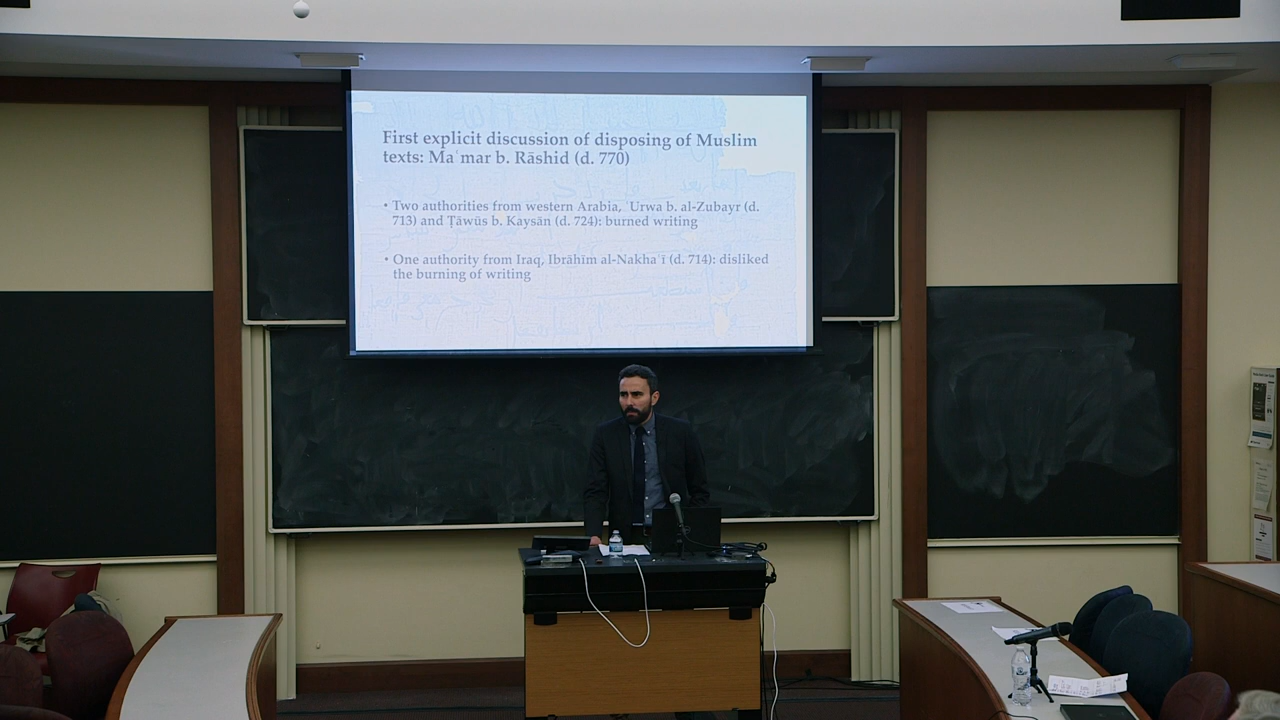 First explicit discussion of disposing of Muslim
texts: Maʿmar b. Rāshid (d. 770)
• Two authorities from western Arabia, ʿUrwa b. al-Zubayr (d.
713) and Ṭāwūs b. Kaysān (d. 724): burned writing
• One authority from Iraq, Ibrāhīm al-Nakhaʿī (d. 714): disliked
the burning of writing